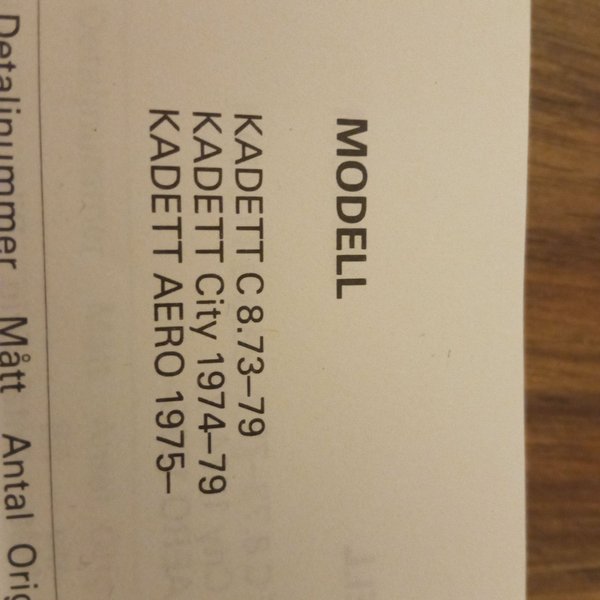 MODELL
KADETT C 8.73–79
KADETT City 1974–79
KADETT AERO 1975–
Detaljnummer Mått Antal